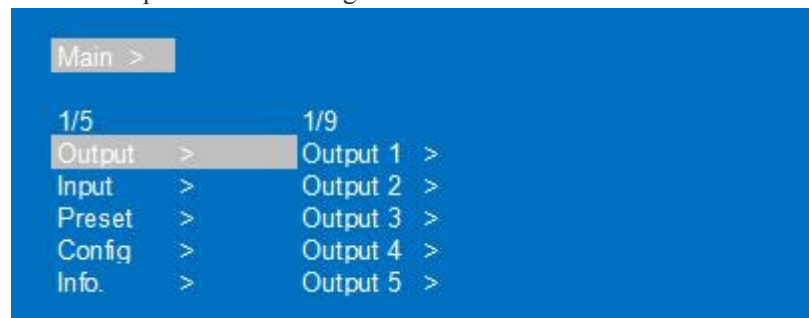 Main >
1/5 1/9
Output > Output 1 >
Input > Output 2 >
Preset > Output 3 >
Config > Output 4 >
Info. > Output 5 >